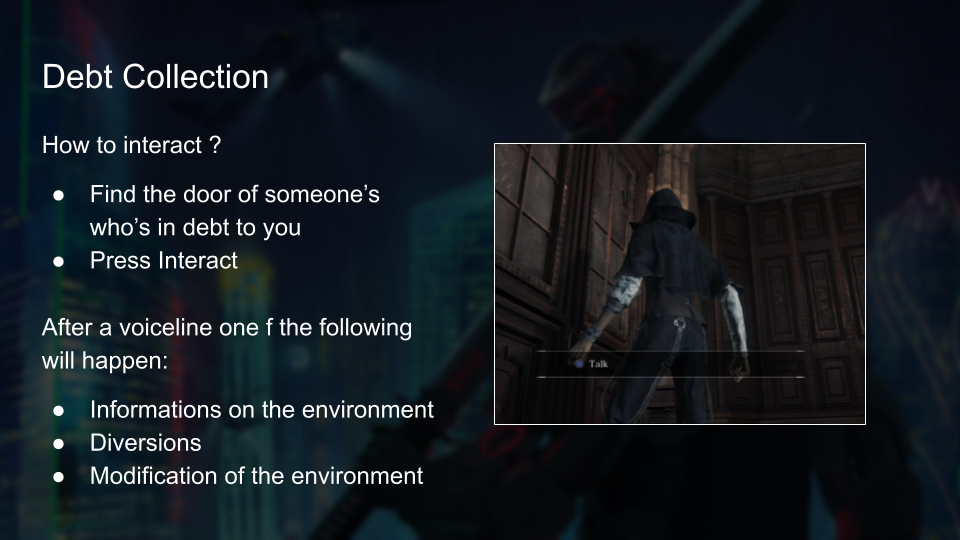 Debt Collection
How to interact ?
● Find the door of someone’s
who’s in debt to you
● Press Interact
After a voiceline one f the following
will happen:
● Informations on the environment
● Diversions
● Modification of the environment
Talk